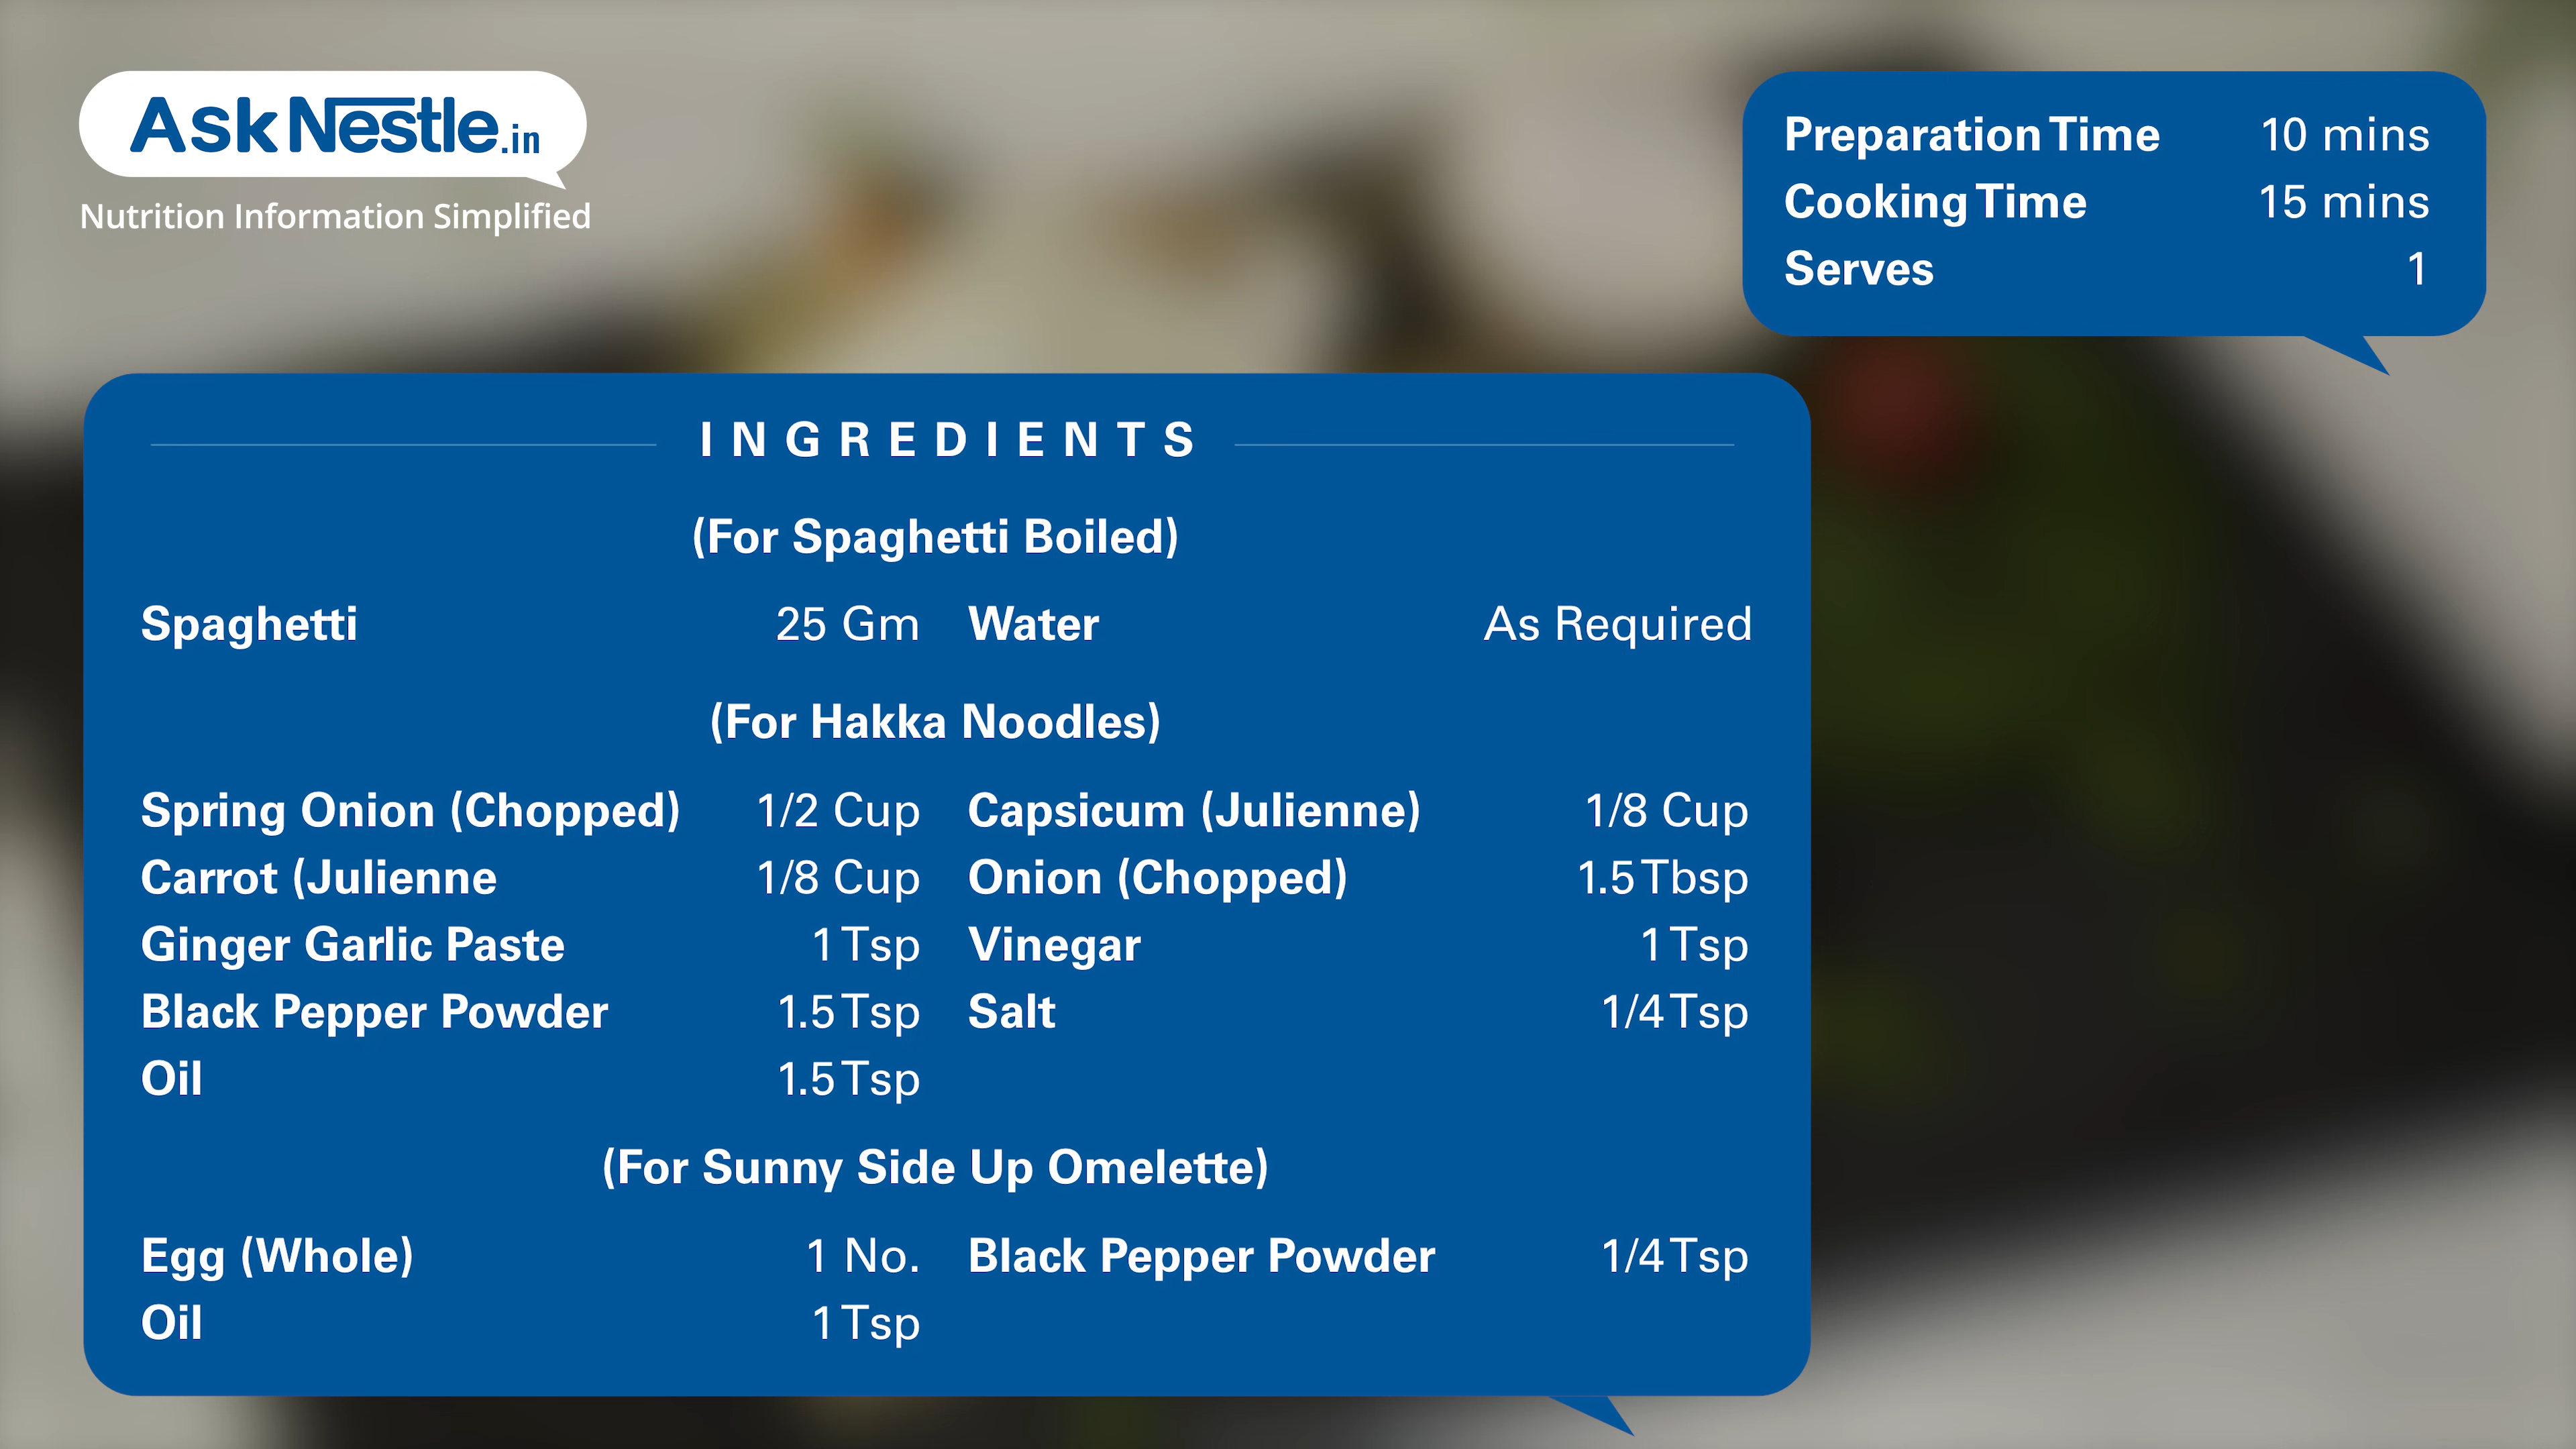 AskNestle.in
Nutrition Information Simplified
Preparation Time 10 mins
Cooking Time 15 mins
Serves 1
INGREDIENTS
(For Spaghetti Boiled)
Spaghetti 25 Gm Water As Required
(For Hakka Noodles)
Spring Onion (Chopped) 1/2 Cup Capsicum (Julienne) 1/8 Cup
Carrot (Julienne 1/8 Cup Onion (Chopped) 1.5 Tbsp
Ginger Garlic Paste 1 Tsp Vinegar 1 Tsp
Black Pepper Powder 1.5 Tsp Salt 1/4 Tsp
Oil 1.5 Tsp
(For Sunny Side Up Omelette)
Egg (Whole) 1 No. Black Pepper Powder 1/4 Tsp
Oil 1 Tsp